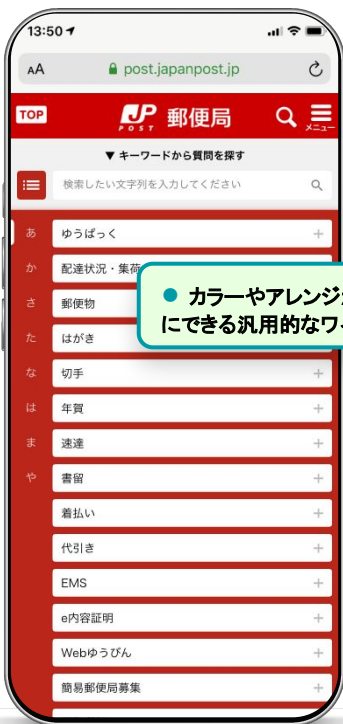 13:50
AA post.japanpost.jp
TOP
JP
POST
郵便局
メニュー
▼ キーワードから質問を探す
検索したい文字列を入力してください
あ ゆうぱっく +
か 配達状況・集荷
さ 郵便物
た はがき
な 切手 +
は 年賀 +
ま 速達 +
や 書留 +
着払い +
代引き +
EMS +
e内容証明 +
Webゆうびん +
簡易郵便局募集 +
● カラーやアレンジ
にできる汎用的なワ